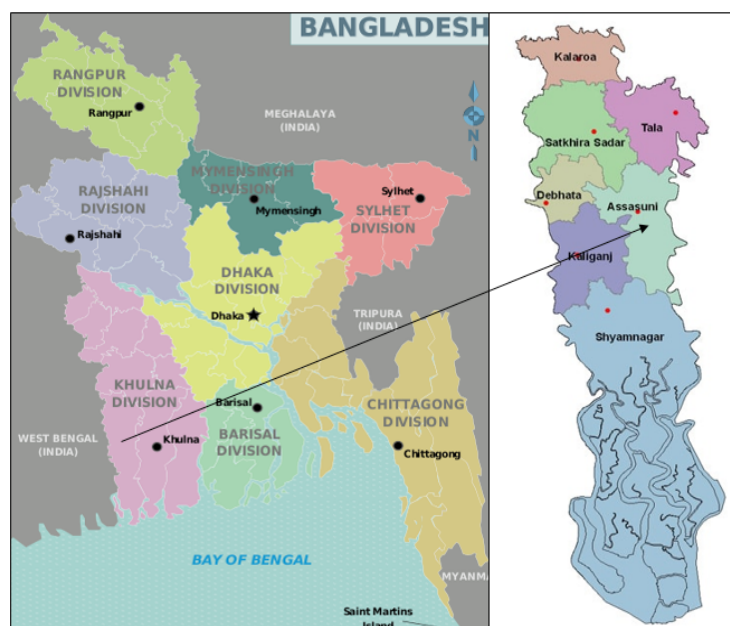 BANGLADESH
RANGPUR
DIVISION
Rangpur
MEGHALAYA
(INDIA)
N
RAJSHAHI
DIVISION
Rajshahi
MYMENSINGH
DIVISION
Mymensingh
Sylhet
SYLHET
DIVISION
DHAKA
DIVISION
Dhaka
TRIPURA
(INDIA)
KHULNA
DIVISION
Khulna
WEST BENGAL
(INDIA)
Barisal
BARISAL
DIVISION
CHITTAGONG
DIVISION
Chittagong
BAY OF BENGAL
MYANMA
Saint Martins
Island
Kalaroa
Tala
Satkhira Sadar
Debhata
Assasuni
Kaliganj
Shyamnagar